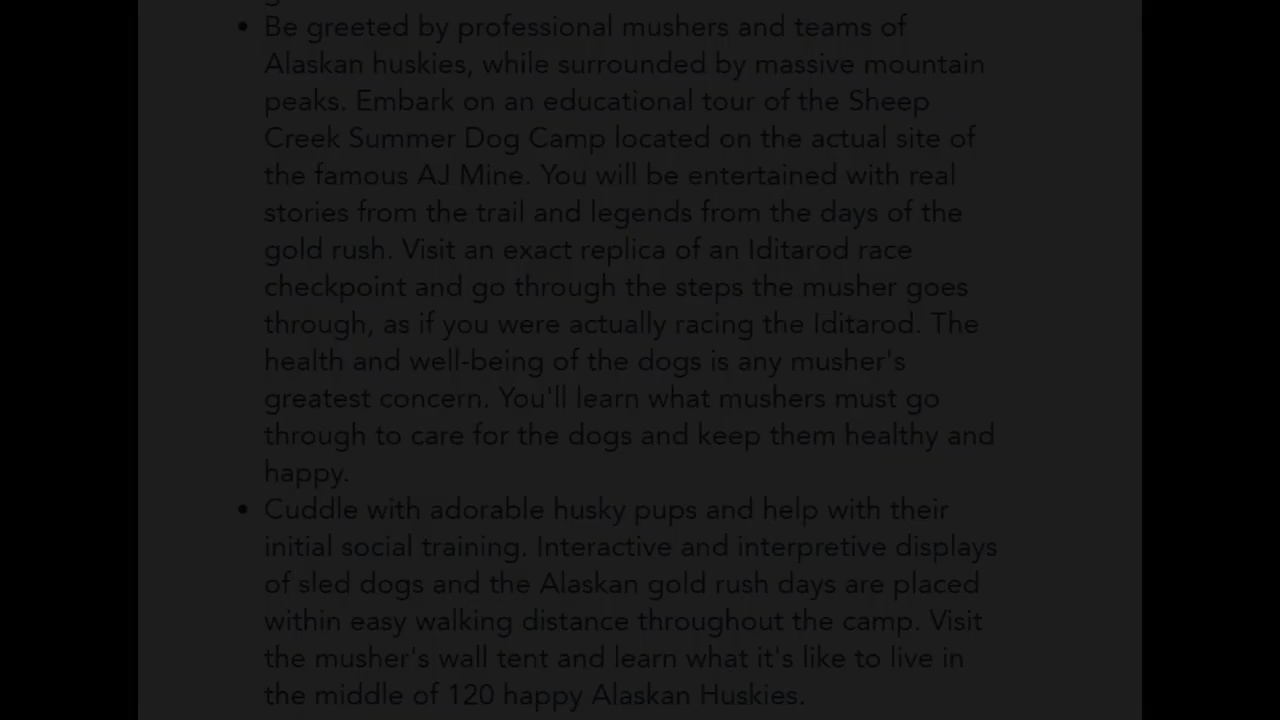 • Be greeted by professional mushers and teams of
Alaskan huskies, while surrounded by massive mountain
peaks. Embark on an educational tour of the Sheep
Creek Summer Dog Camp located on the actual site of
the famous AJ Mine. You will be entertained with real
stories from the trail and legends from the days of the
gold rush. Visit an exact replica of an Iditarod race
checkpoint and go through the steps the musher goes
through, as if you were actually racing the Iditarod. The
health and well-being of the dogs is any musher's
greatest concern. You'll learn what mushers must go
through to care for the dogs and keep them healthy and
happy.
• Cuddle with adorable husky pups and help with their
initial social training. Interactive and interpretive displays
of sled dogs and the Alaskan gold rush days are placed
within easy walking distance throughout the camp. Visit
the musher's wall tent and learn what it's like to live in
the middle of 120 happy Alaskan Huskies.